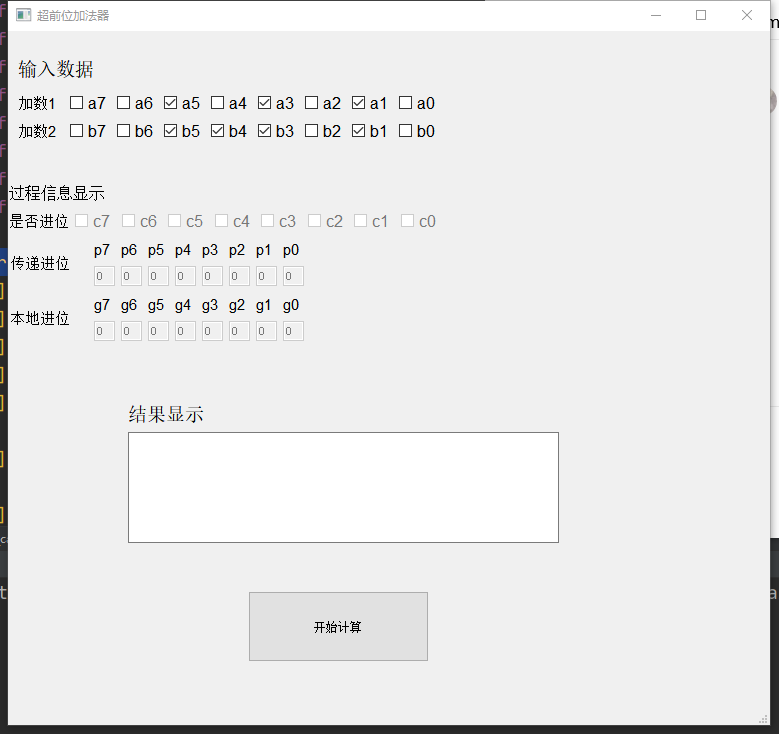 超前位加法器
输入数据
加数1 a7 a6 a5 a4 a3 a2 a1 a0
加数2 b7 b6 b5 b4 b3 b2 b1 b0
过程信息显示
是否进位 c7 c6 c5 c4 c3 c2 c1 c0
p7 p6 p5 p4 p3 p2 p1 p0
传递进位
0 0 0 0 0 0 0 0
g7 g6 g5 g4 g3 g2 g1 g0
本地进位
0 0 0 0 0 0 0 0
结果显示
开始计算